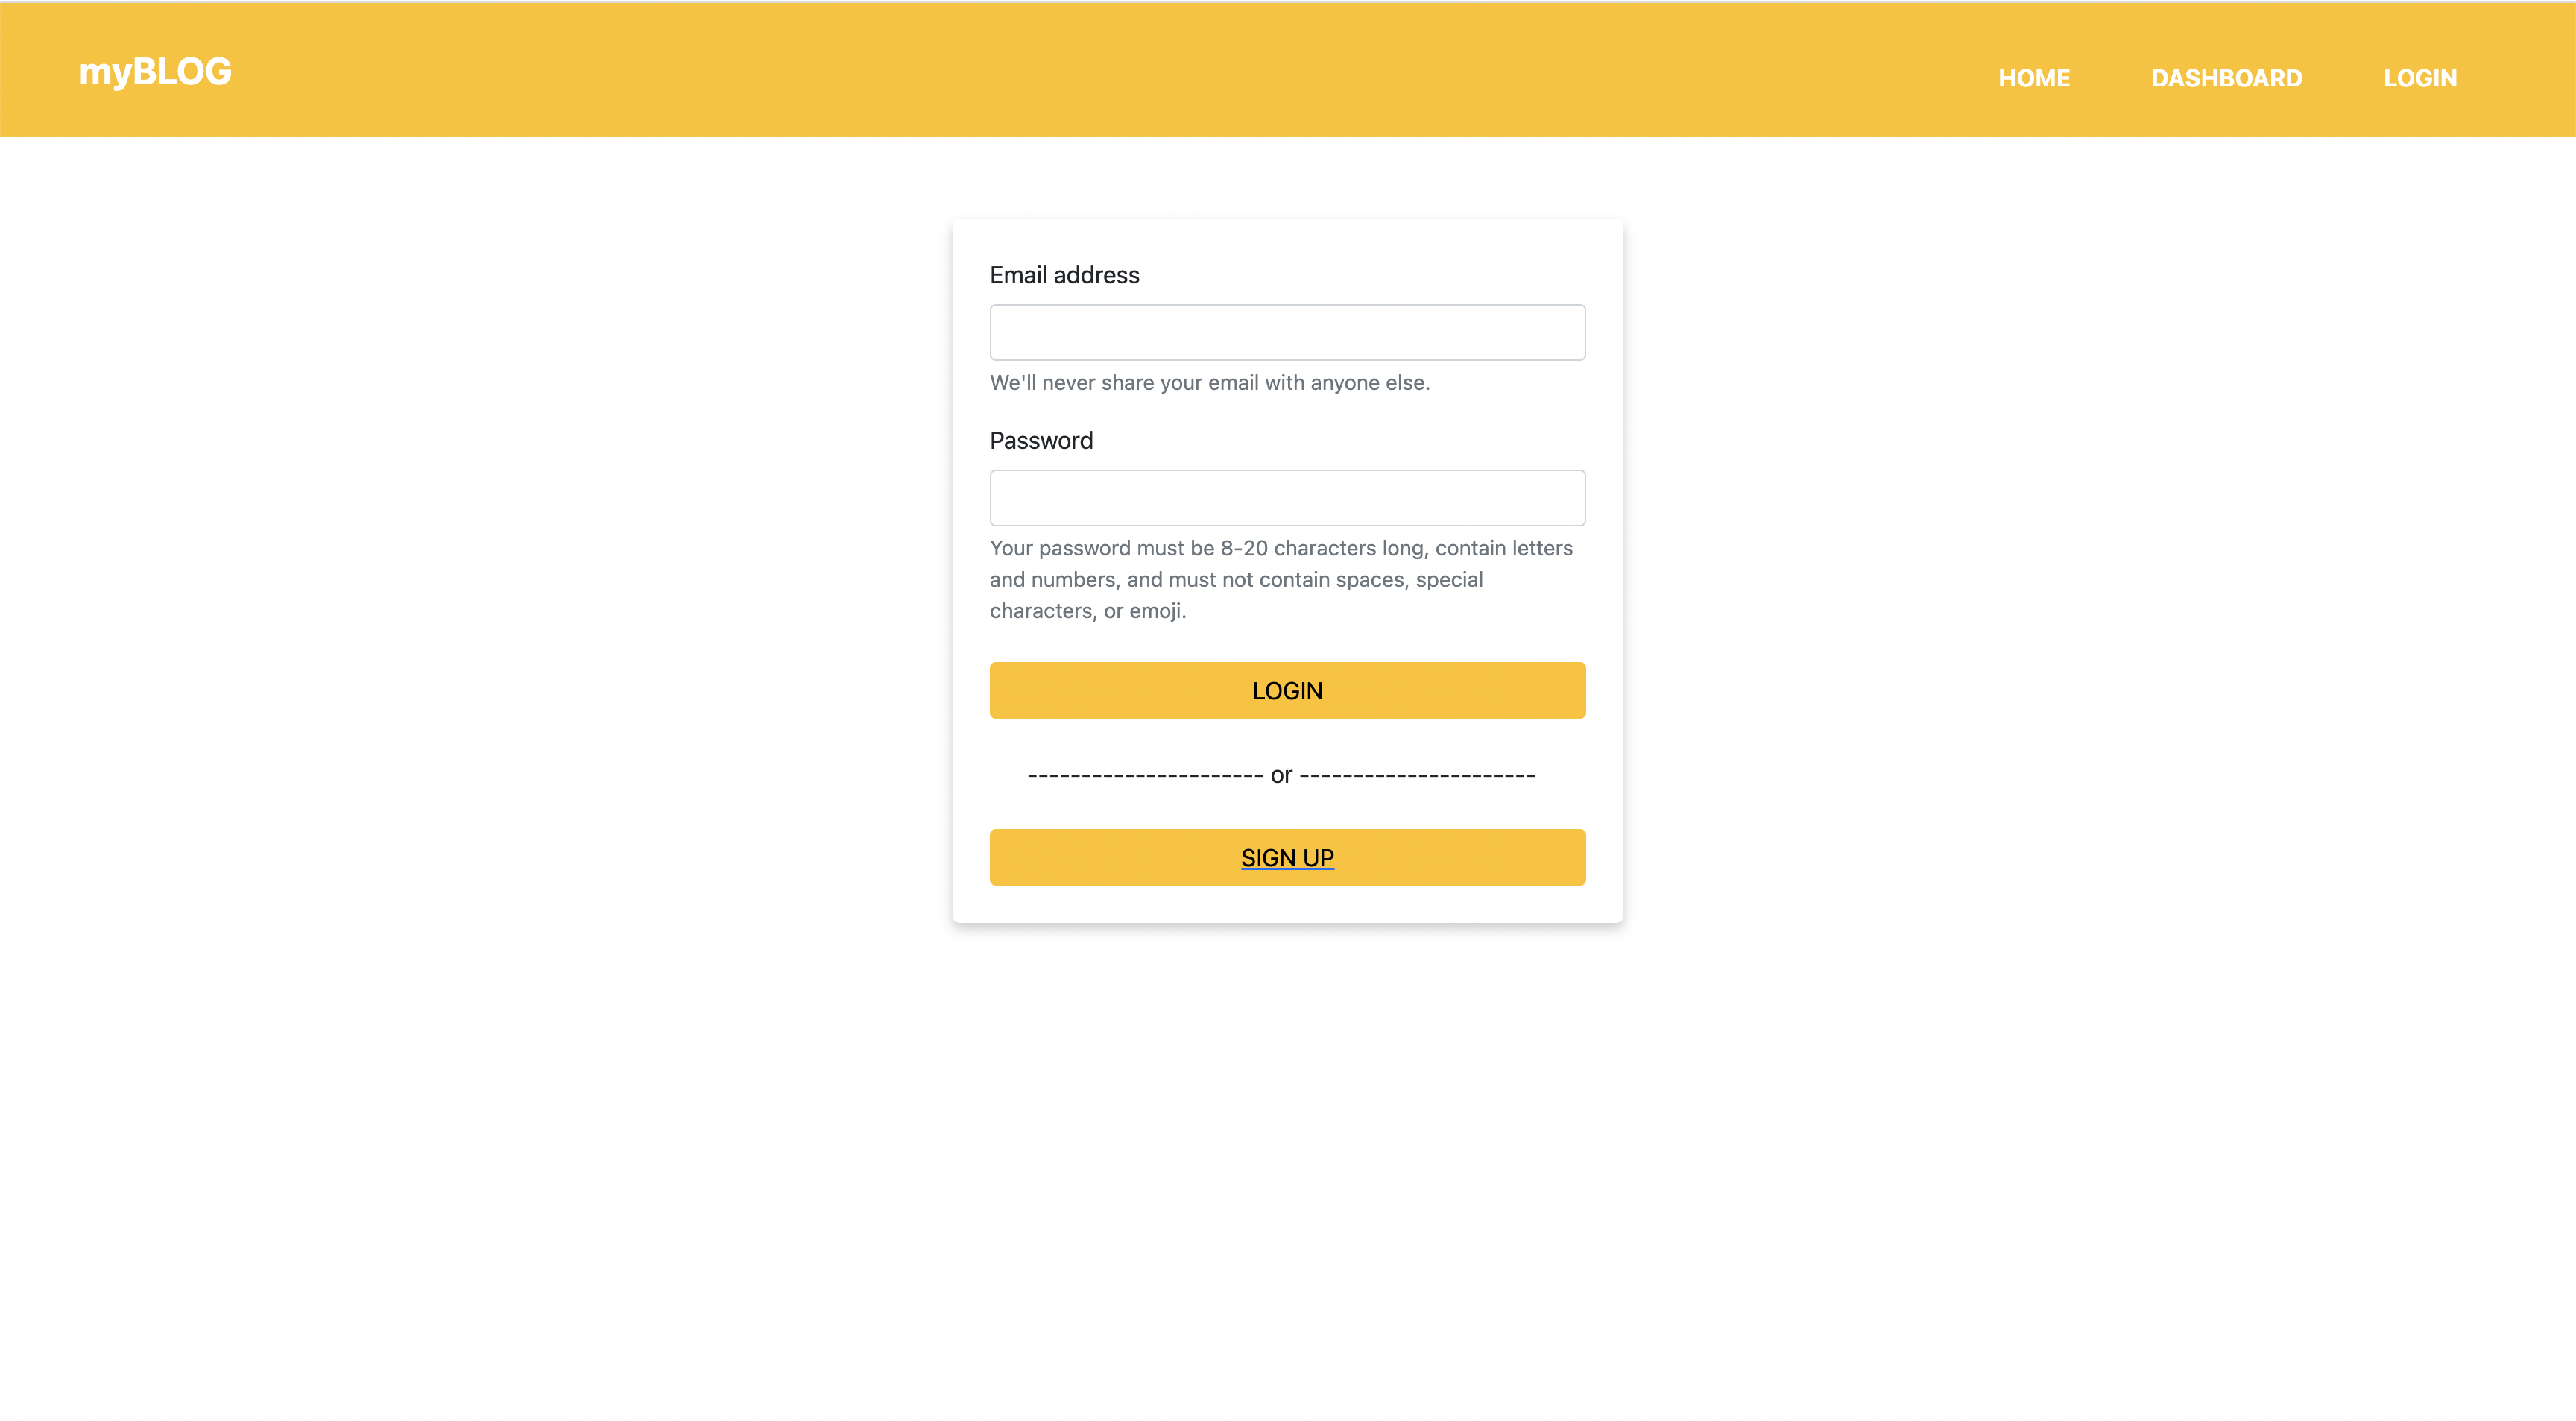 myBLOG
HOME DASHBOARD LOGIN
Email address
We'll never share your email with anyone else.
Password
Your password must be 8-20 characters long, contain letters
and numbers, and must not contain spaces, special
characters, or emoji.
LOGIN
---------------------- or ----------------------
SIGN UP